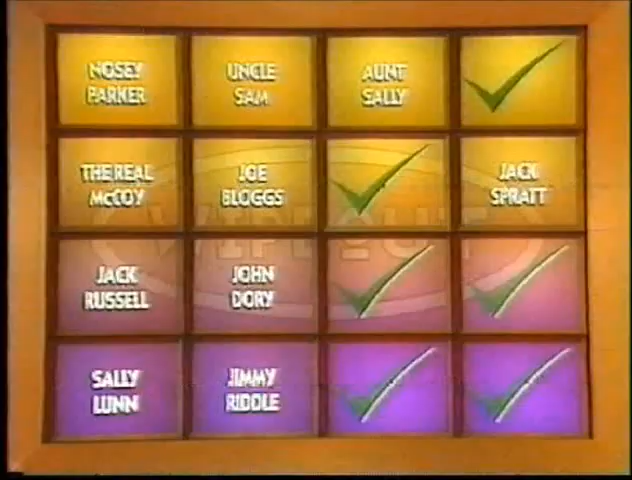 NOSEY
PARKER
UNCLE
SAM
AUNT
SALLY
THE REAL
McCOY
JOE
BLOGGS
JACK
SPRATT
WIPEOUT
JACK
RUSSELL
JOHN
DORY
SALLY
LUNN
JIMMY
RIDDLE